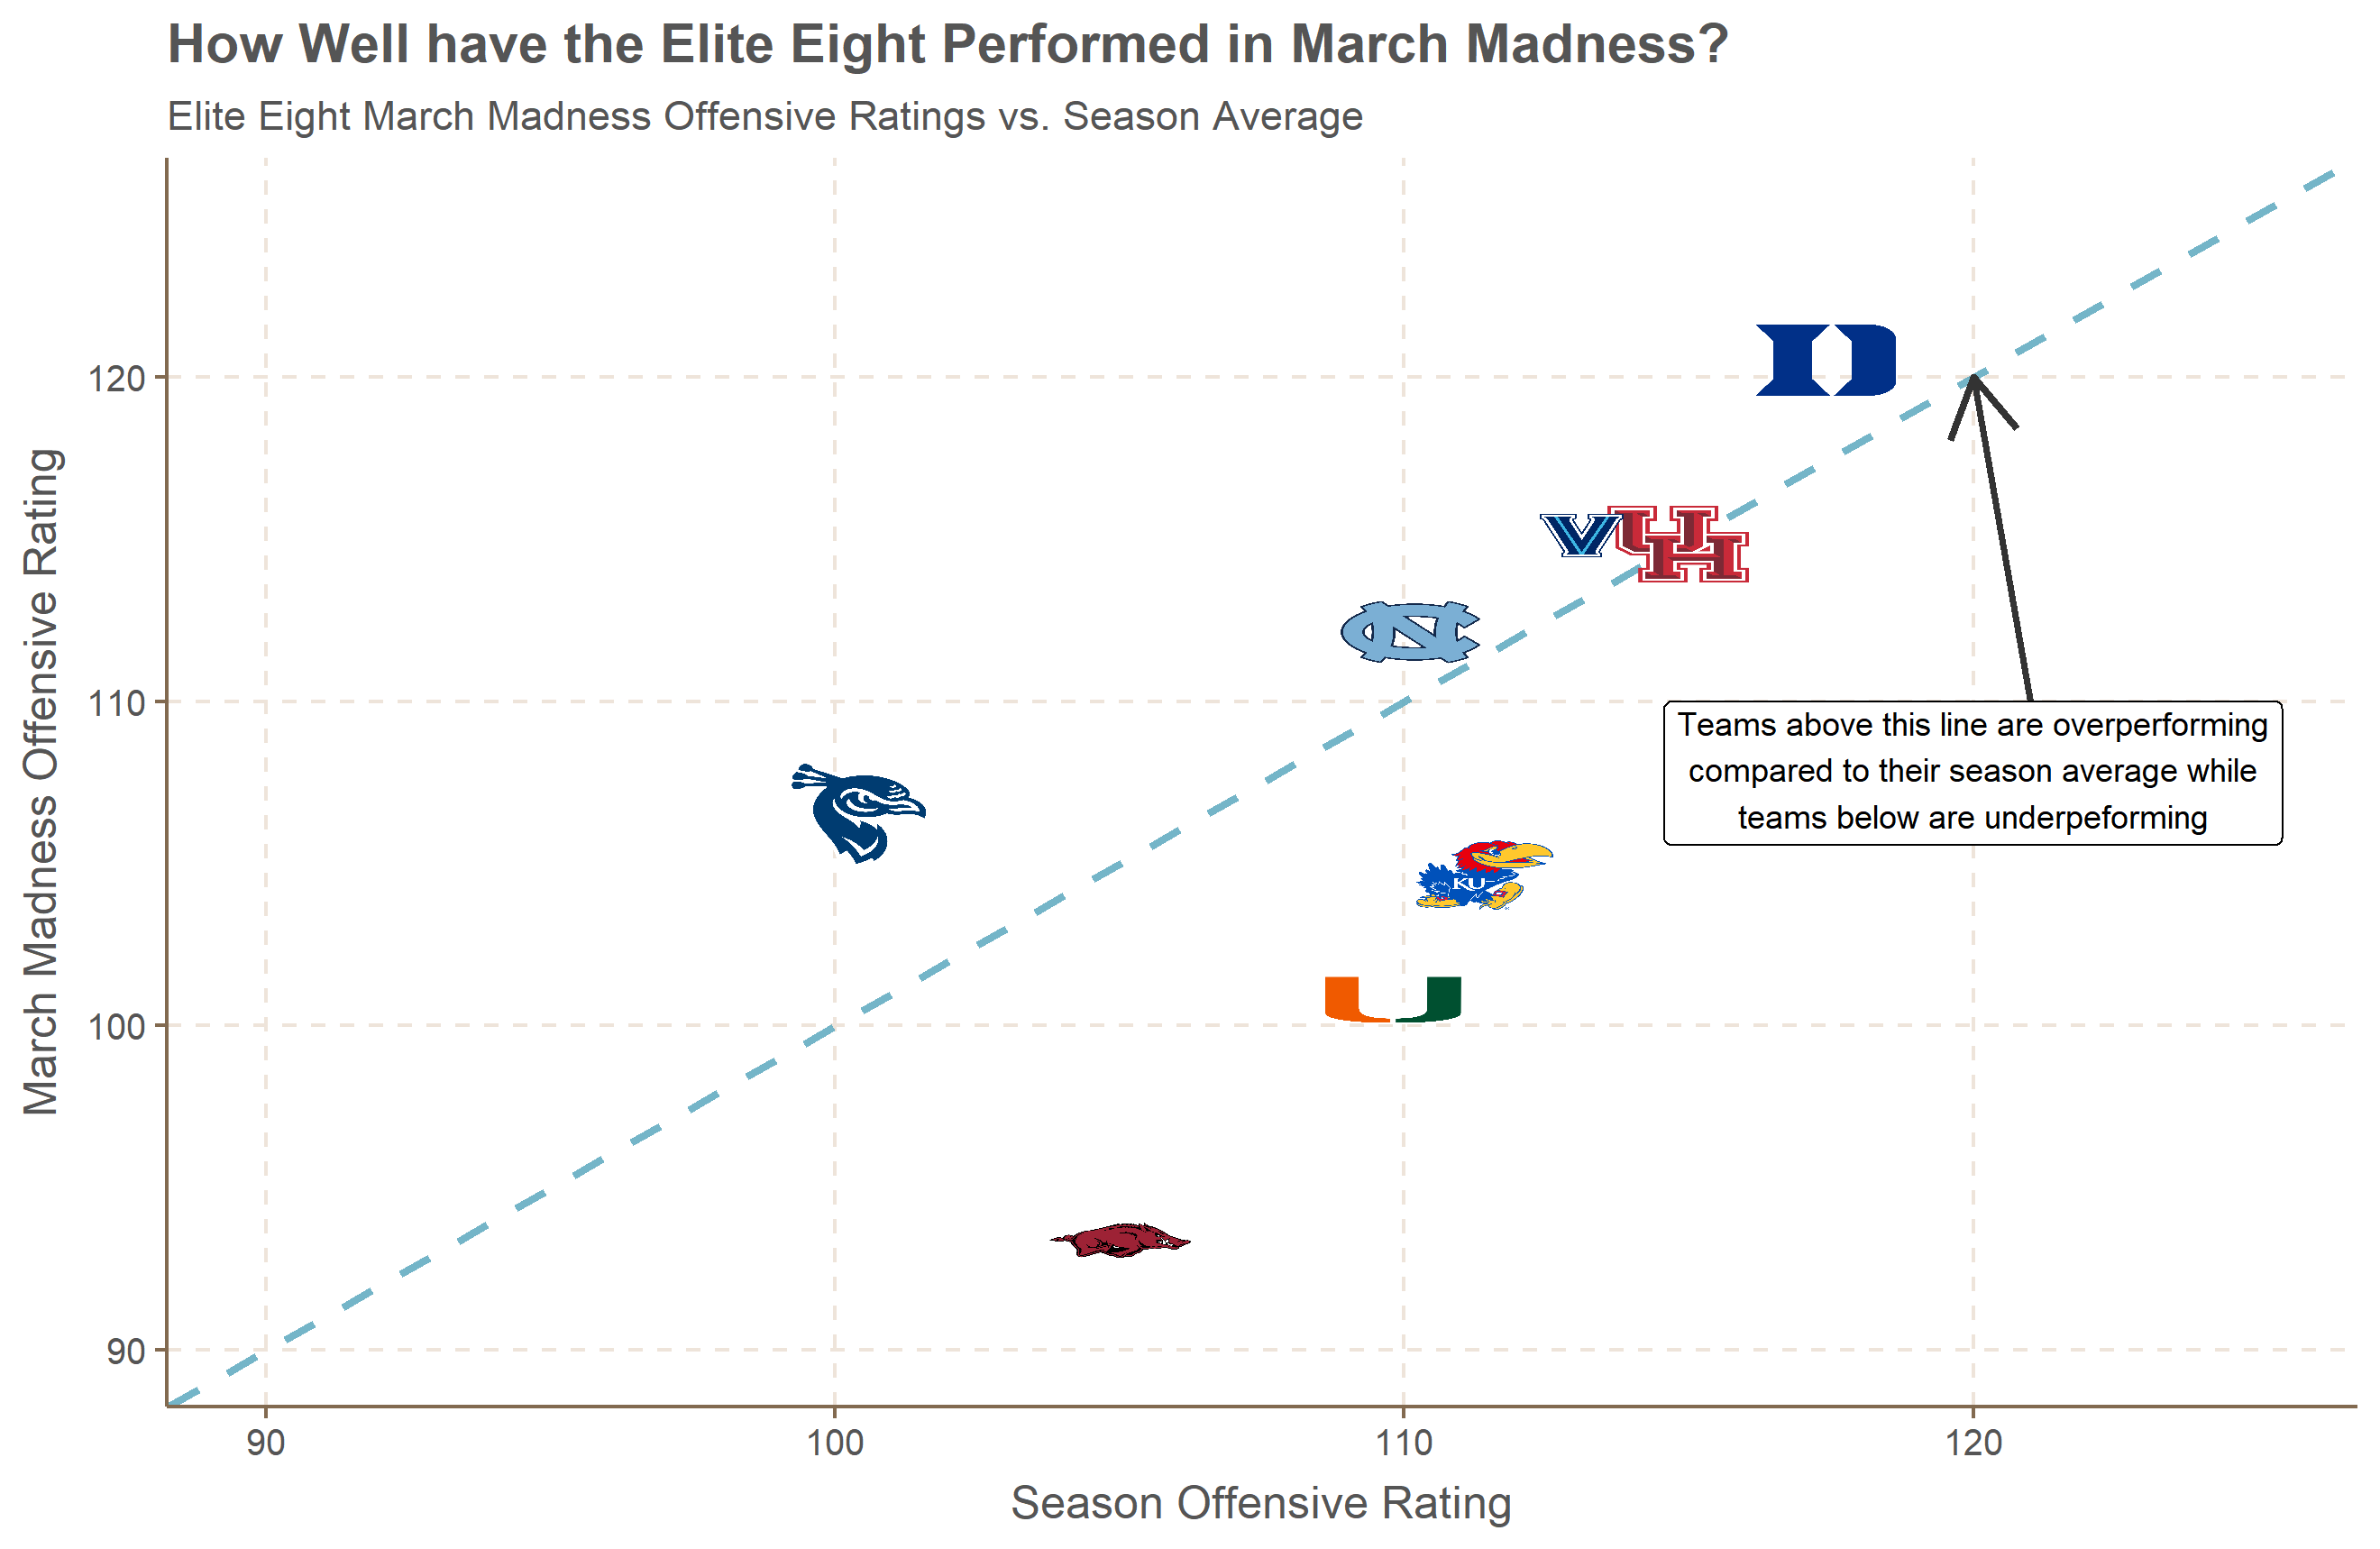 How Well have the Elite Eight Performed in March Madness?
Elite Eight March Madness Offensive Ratings vs. Season Average
March Madness Offensive Rating
120
110
100
90
V
UH
NC
KU
Teams above this line are overperforming
compared to their season average while
teams below are underpeforming
90
100
110
120
Season Offensive Rating